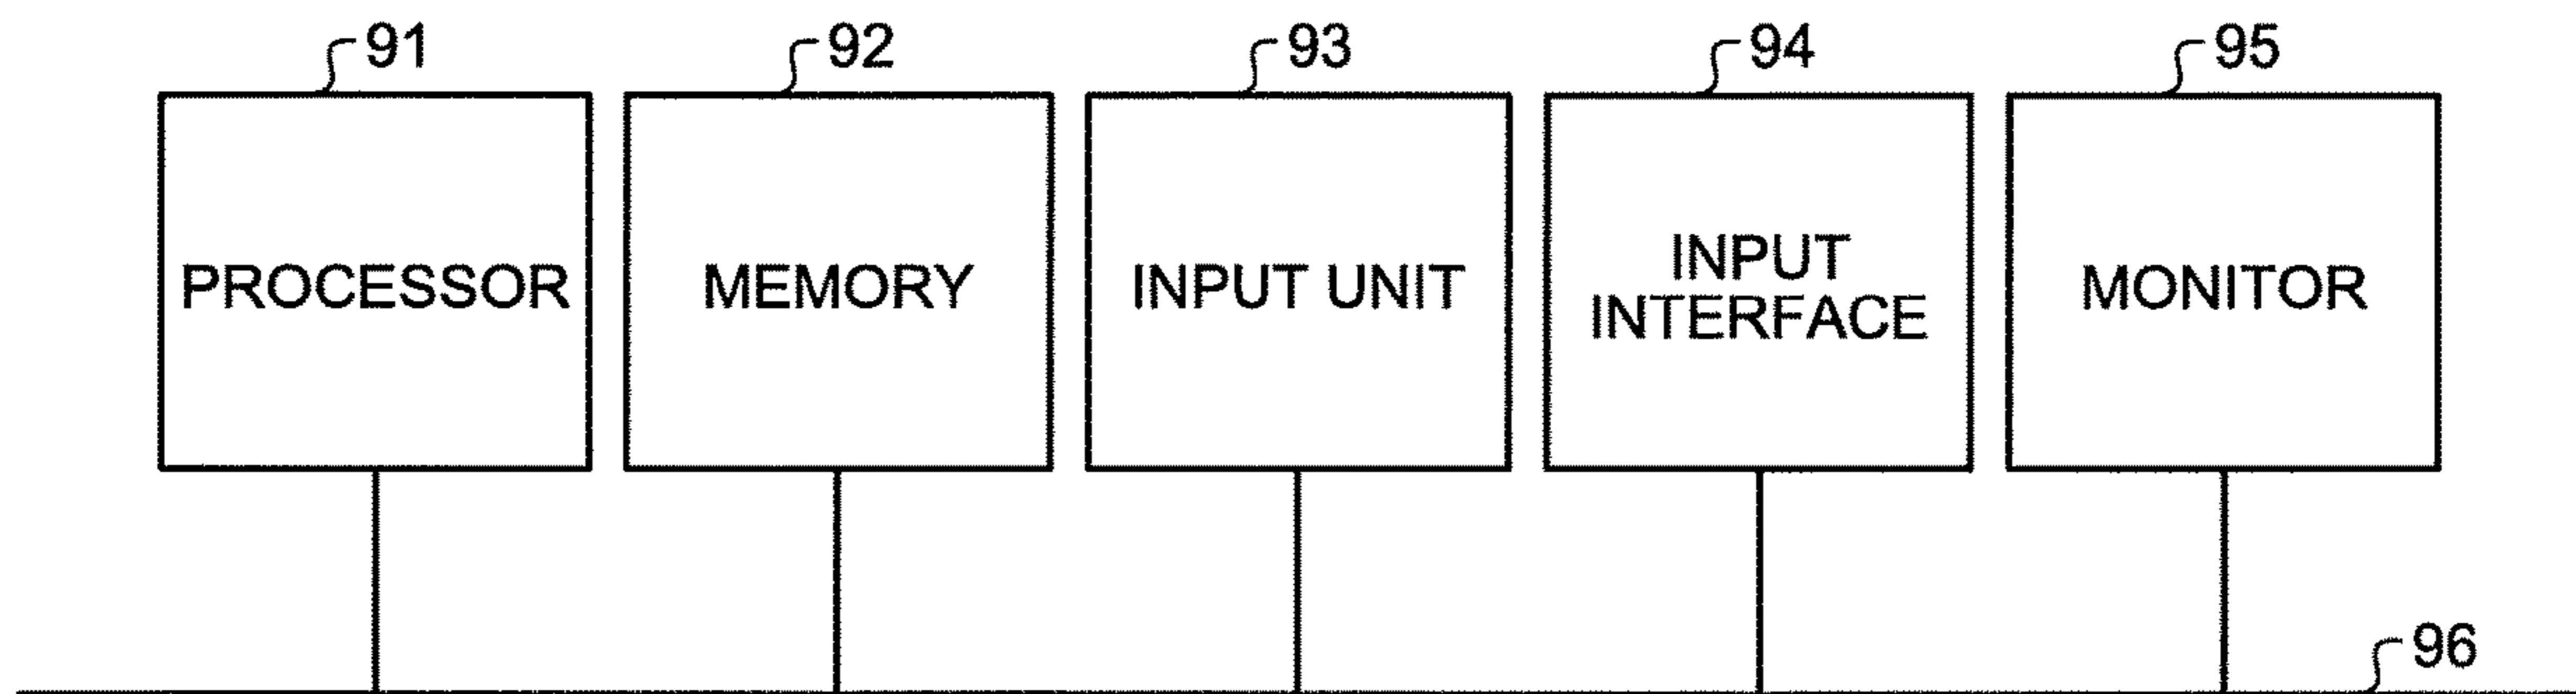 91
92
93
94
95
PROCESSOR
MEMORY
INPUT UNIT
INPUT
INTERFACE
MONITOR
96